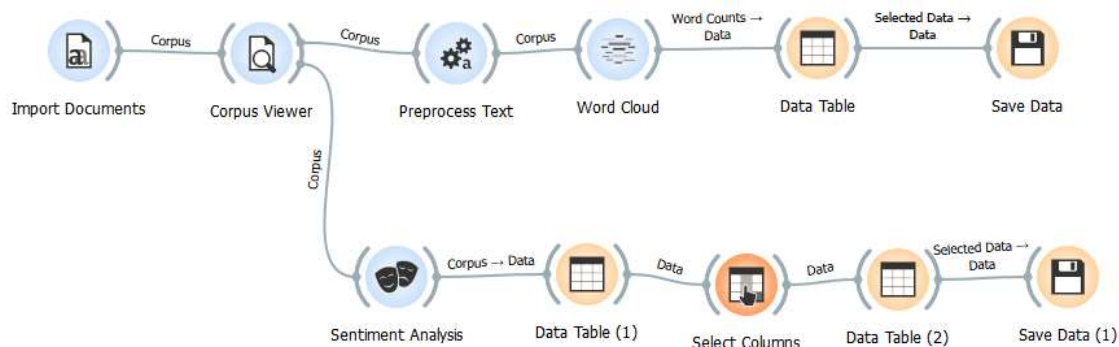 Corpus
Corpus
Corpus
Word Counts →
Data
Selected Data →
Data
a
a
Import Documents
Corpus Viewer
Preprocess Text
Word Cloud
Data Table
Save Data
Corpus
Corpus → Data
Data
Data
Selected Data →
Data
Sentiment Analysis
Data Table (1)
Select Columns
Data Table (2)
Save Data (1)